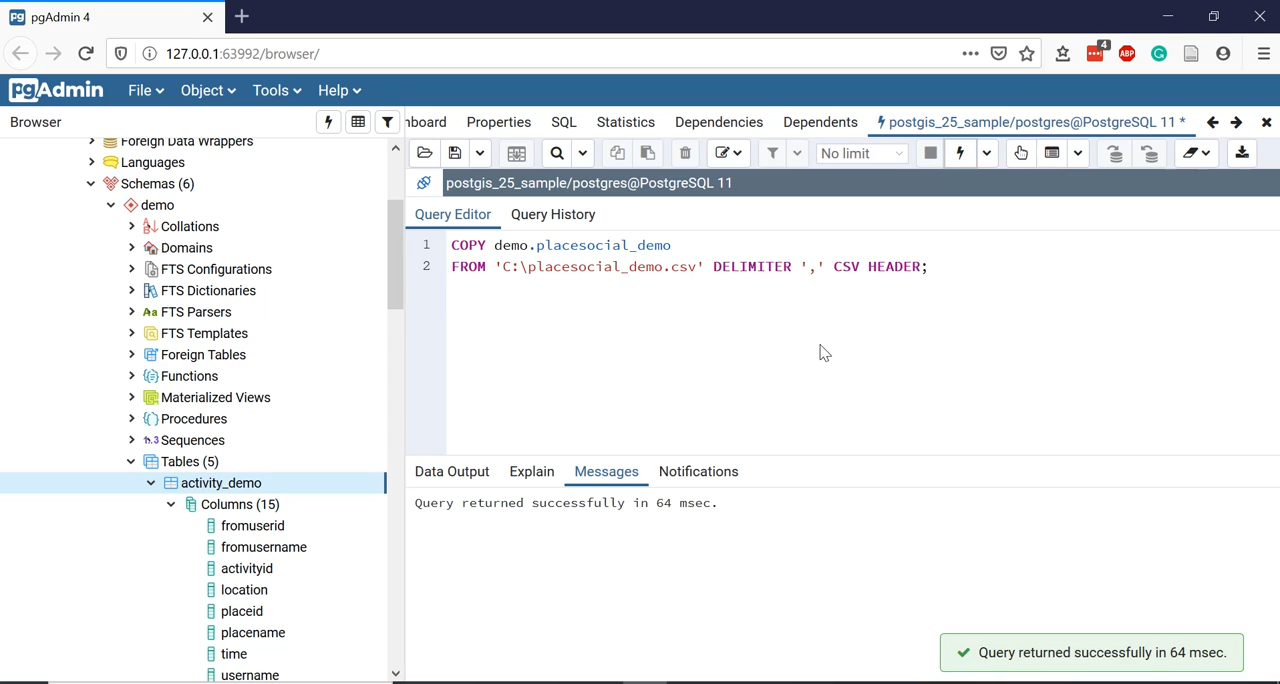 pgAdmin 4
127.0.0.1:63992/browser/
4
ABP
pgAdmin File Object Tools Help
Browser
board Properties SQL Statistics Dependencies Dependents postgis_25_sample/postgres@PostgreSQL 11 *
No limit
postgis_25_sample/postgres@PostgreSQL 11
Query Editor Query History
1 COPY demo.placesocial_demo
2 FROM 'C:\placesocial_demo.csv' DELIMITER ',' CSV HEADER;
Foreign Data Wrappers
Languages
Schemas (6)
demo
Collations
Domains
FTS Configurations
FTS Dictionaries
FTS Parsers
FTS Templates
Foreign Tables
Functions
Materialized Views
Procedures
1..3 Sequences
Tables (5)
activity_demo
Columns (15)
fromuserid
fromusername
activityid
location
placeid
placename
time
username
Data Output Explain Messages Notifications
Query returned successfully in 64 msec.
Query returned successfully in 64 msec.